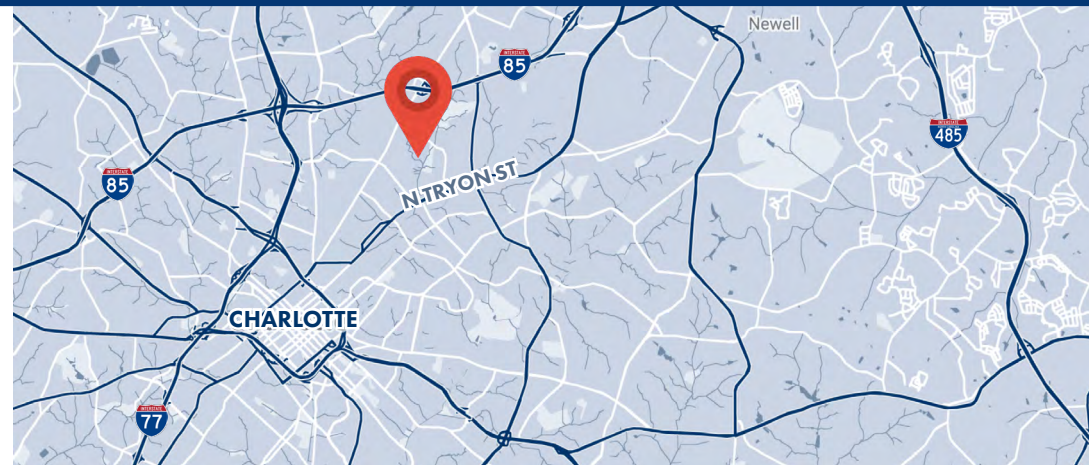 Newell
INTERSTATE
85
INTERSTATE
485
INTERSTATE
85
N TRYON ST
CHARLOTTE
INTERSTATE
77